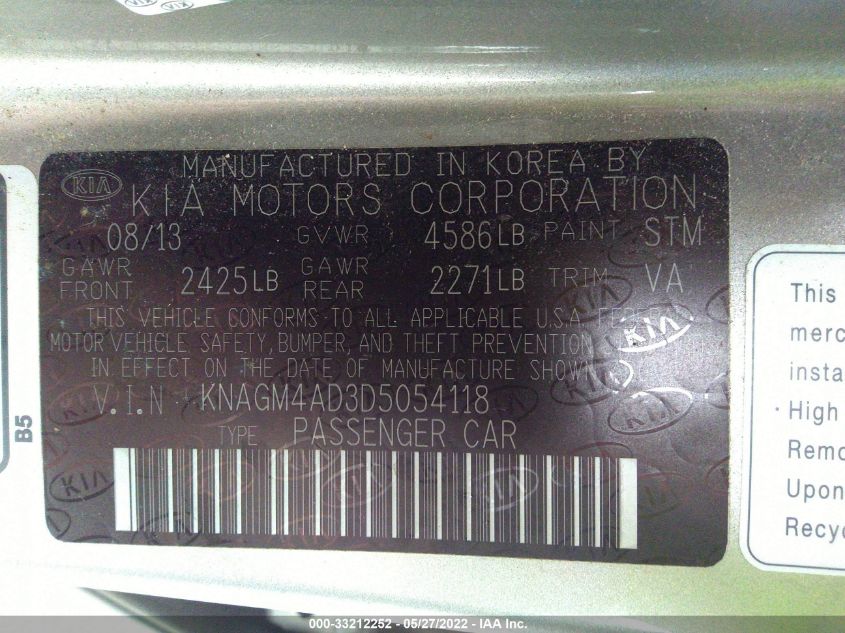 KIA
MANUFACTURED IN KOREA BY
KIA KIA MOTORS CORPORATION
08/13 GVWR 4586LB PAINT STM
GAWR FRONT 2425LB GAWR REAR 2271LB TRIM VA
THIS VEHICLE CONFORMS TO ALL APPLICABLE U.S.A.
MOTOR VEHICLE SAFETY, BUMPER, AND THEFT PREVENTION
KIA
IN EFFECT ON THE DATE OF MANUFACTURE SHOWN
V.I.N KNAGM4AD3D5054118
TYPE PASSENGER CAR
B5
This
merc
insta
· High
Remo
Upon
Recyc
000-33212252 - 05/27/2022 - IAA Inc.